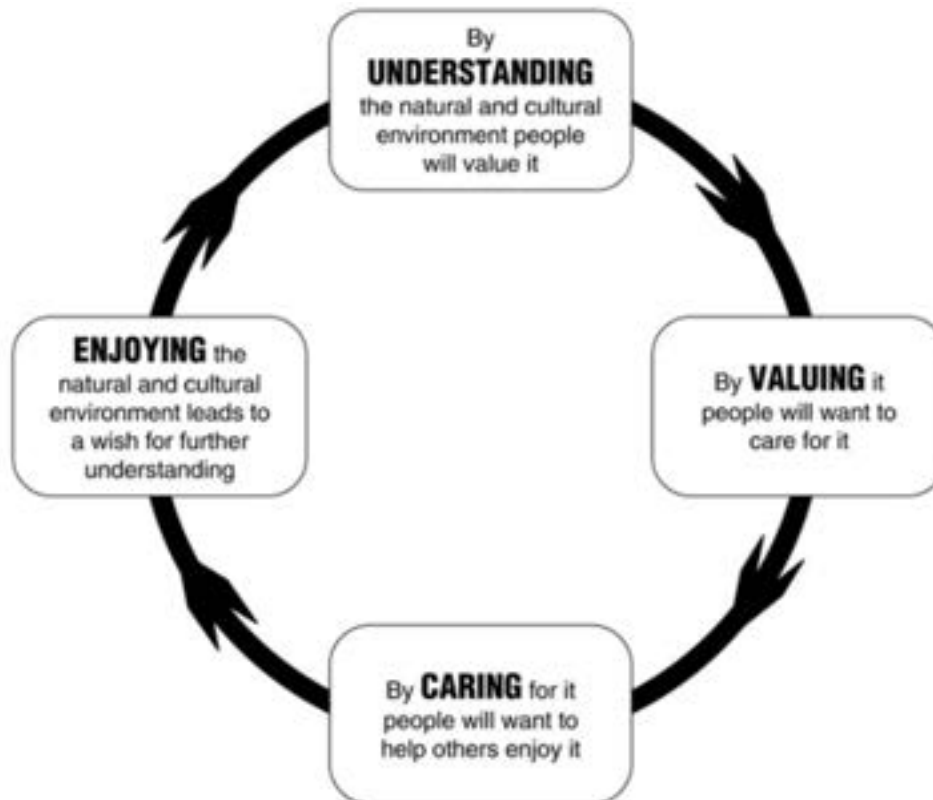 By
UNDERSTANDING
the natural and cultural
environment people
will value it
By VALUING it
people will want to
care for it
By CARING for it
people will want to
help others enjoy it
ENJOYING the
natural and cultural
environment leads to
a wish for further
understanding